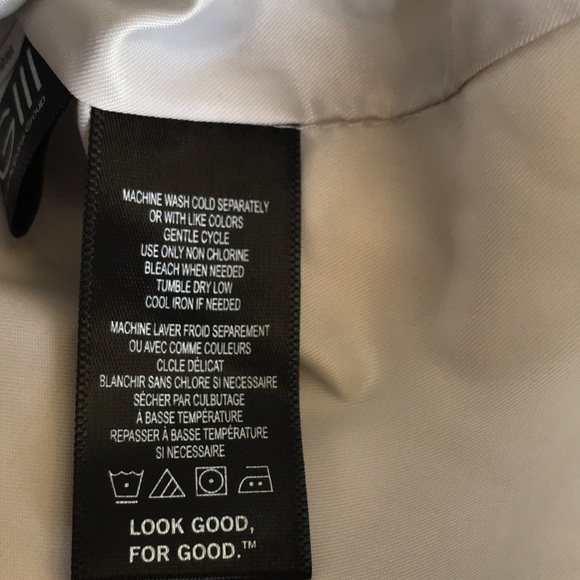 GIII
MACHINE WASH COLD SEPARATELY
OR WITH LIKE COLORS
GENTLE CYCLE
USE ONLY NON CHLORINE
BLEACH WHEN NEEDED
TUMBLE DRY LOW
COOL IRON IF NEEDED
MACHINE LAVER FROID SEPAREMENT
OU AVEC COMME COULEURS
CLCLE DÉLICAT
BLANCHIR SANS CHLORE SI NECESSAIRE
SÉCHER PAR CULBUTAGE
À BASSE TEMPÉRATURE
REPASSER À BASSE TEMPÉRATURE
SI NECESSAIRE
LOOK GOOD,
FOR GOOD.™